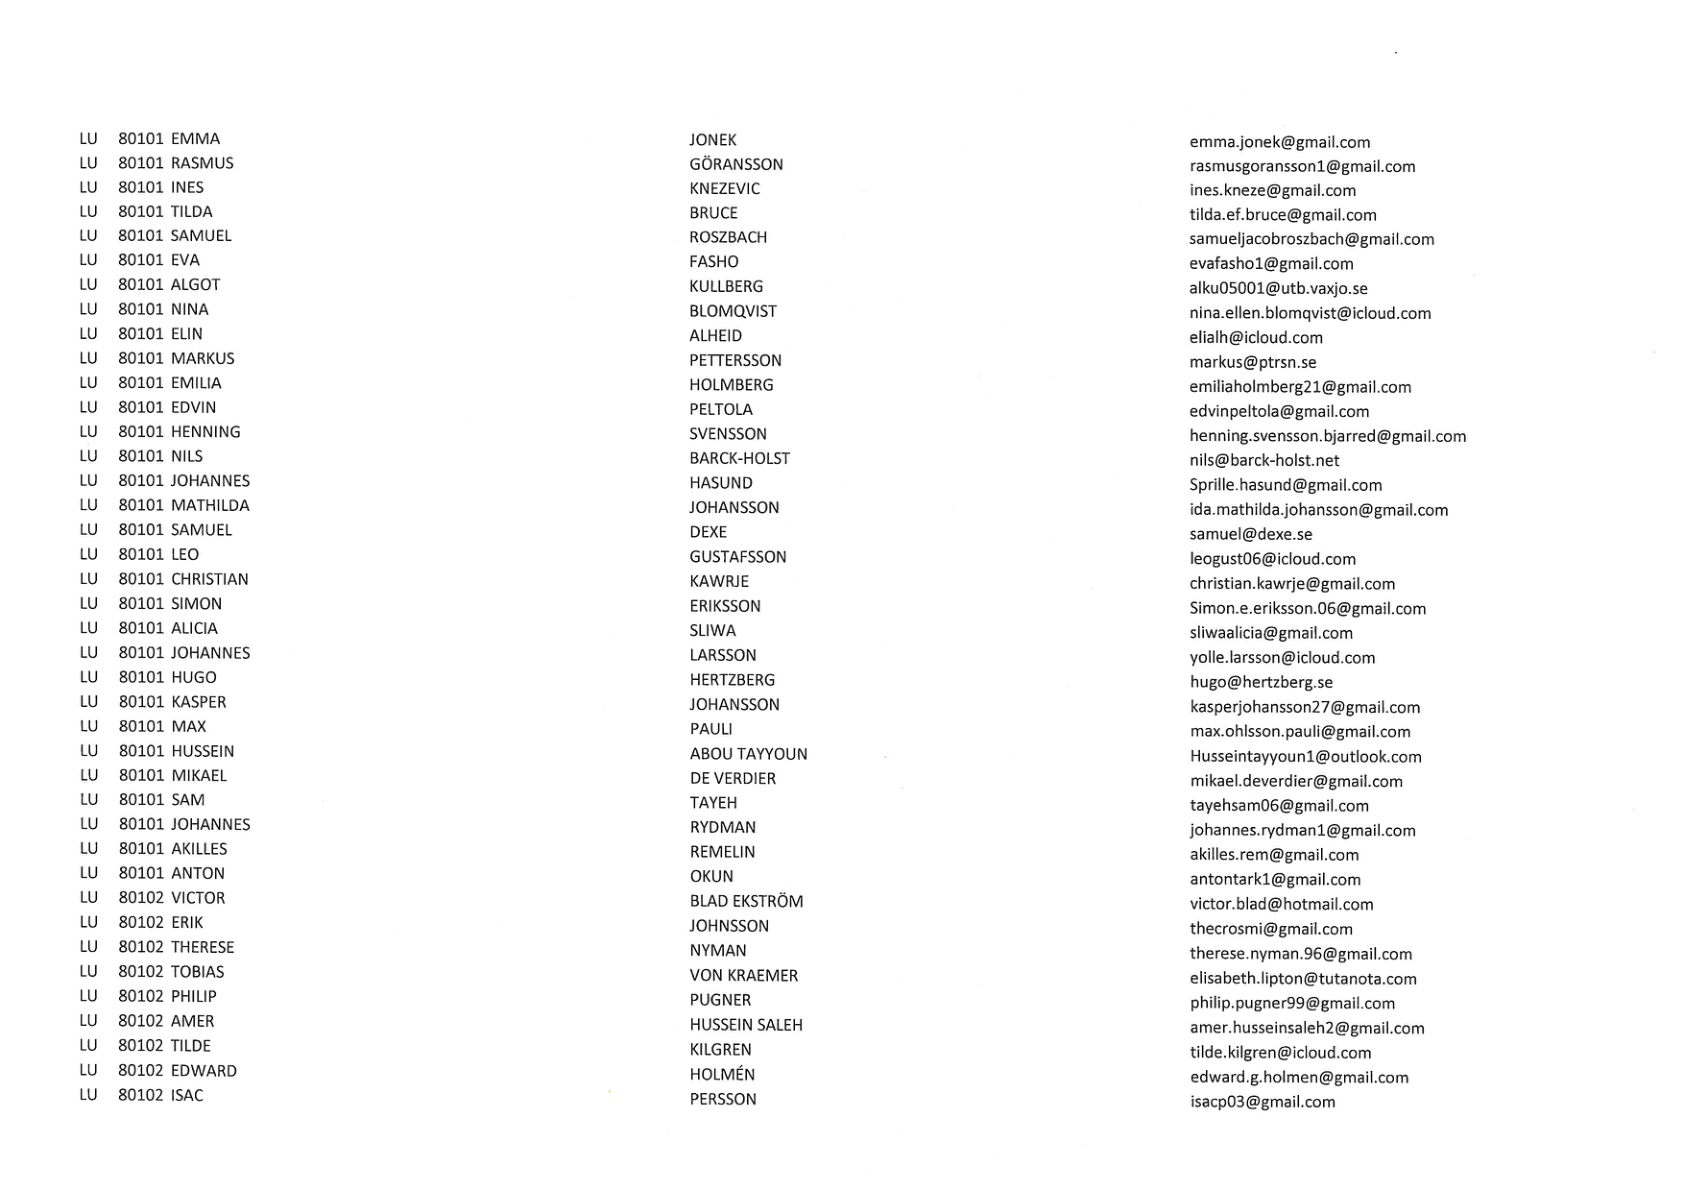 LU 80101 EMMA JONEK emma.jonek@gmail.com
LU 80101 RASMUS GÖRANSSON rasmusgoransson1@gmail.com
LU 80101 INES KNEZEVIC ines.kneze@gmail.com
LU 80101 TILDA BRUCE tilda.ef.bruce@gmail.com
LU 80101 SAMUEL ROSZBACH samueljacobroszbach@gmail.com
LU 80101 EVA FASHO evafasho1@gmail.com
LU 80101 ALGOT KULLBERG alku05001@utb.vaxjo.se
LU 80101 NINA BLOMQVIST nina.ellen.blomqvist@icloud.com
LU 80101 ELIN ALHEID elialh@icloud.com
LU 80101 MARKUS PETTERSSON markus@ptrsn.se
LU 80101 EMILIA HOLMBERG emiliaholmberg21@gmail.com
LU 80101 EDVIN PELTOLA edvinpeltola@gmail.com
LU 80101 HENNING SVENSSON henning.svensson.bjarred@gmail.com
LU 80101 NILS BARCK-HOLST nils@barck-holst.net
LU 80101 JOHANNES HASUND Sprille.hasund@gmail.com
LU 80101 MATHILDA JOHANSSON ida.mathilda.johansson@gmail.com
LU 80101 SAMUEL DEXE samuel@dexe.se
LU 80101 LEO GUSTAFSSON leogust06@icloud.com
LU 80101 CHRISTIAN KAWRJE christian.kawrje@gmail.com
LU 80101 SIMON ERIKSSON Simon.e.eriksson.06@gmail.com
LU 80101 ALICIA SLIWA sliwaalicia@gmail.com
LU 80101 JOHANNES LARSSON yolle.larsson@icloud.com
LU 80101 HUGO HERTZBERG hugo@hertzberg.se
LU 80101 KASPER JOHANSSON kasperjohansson27@gmail.com
LU 80101 MAX PAULI max.ohlsson.pauli@gmail.com
LU 80101 HUSSEIN ABOU TAYYOUN Husseintayyoun1@outlook.com
LU 80101 MIKAEL DE VERDIER mikael.deverdier@gmail.com
LU 80101 SAM TAYEH tayehsam06@gmail.com
LU 80101 JOHANNES RYDMAN johannes.rydman1@gmail.com
LU 80101 AKILLES REMELIN akilles.rem@gmail.com
LU 80101 ANTON OKUN antontark1@gmail.com
LU 80102 VICTOR BLAD EKSTRÖM victor.blad@hotmail.com
LU 80102 ERIK JOHNSSON thecrosmi@gmail.com
LU 80102 THERESE NYMAN therese.nyman.96@gmail.com
LU 80102 TOBIAS VON KRAEMER elisabeth.lipton@tutanota.com
LU 80102 PHILIP PUGNER philip.pugner99@gmail.com
LU 80102 AMER HUSSEIN SALEH amer.husseinsaleh2@gmail.com
LU 80102 TILDE KILGREN tilde.kilgren@icloud.com
LU 80102 EDWARD HOLMÉN edward.g.holmen@gmail.com
LU 80102 ISAC PERSSON isacp03@gmail.com